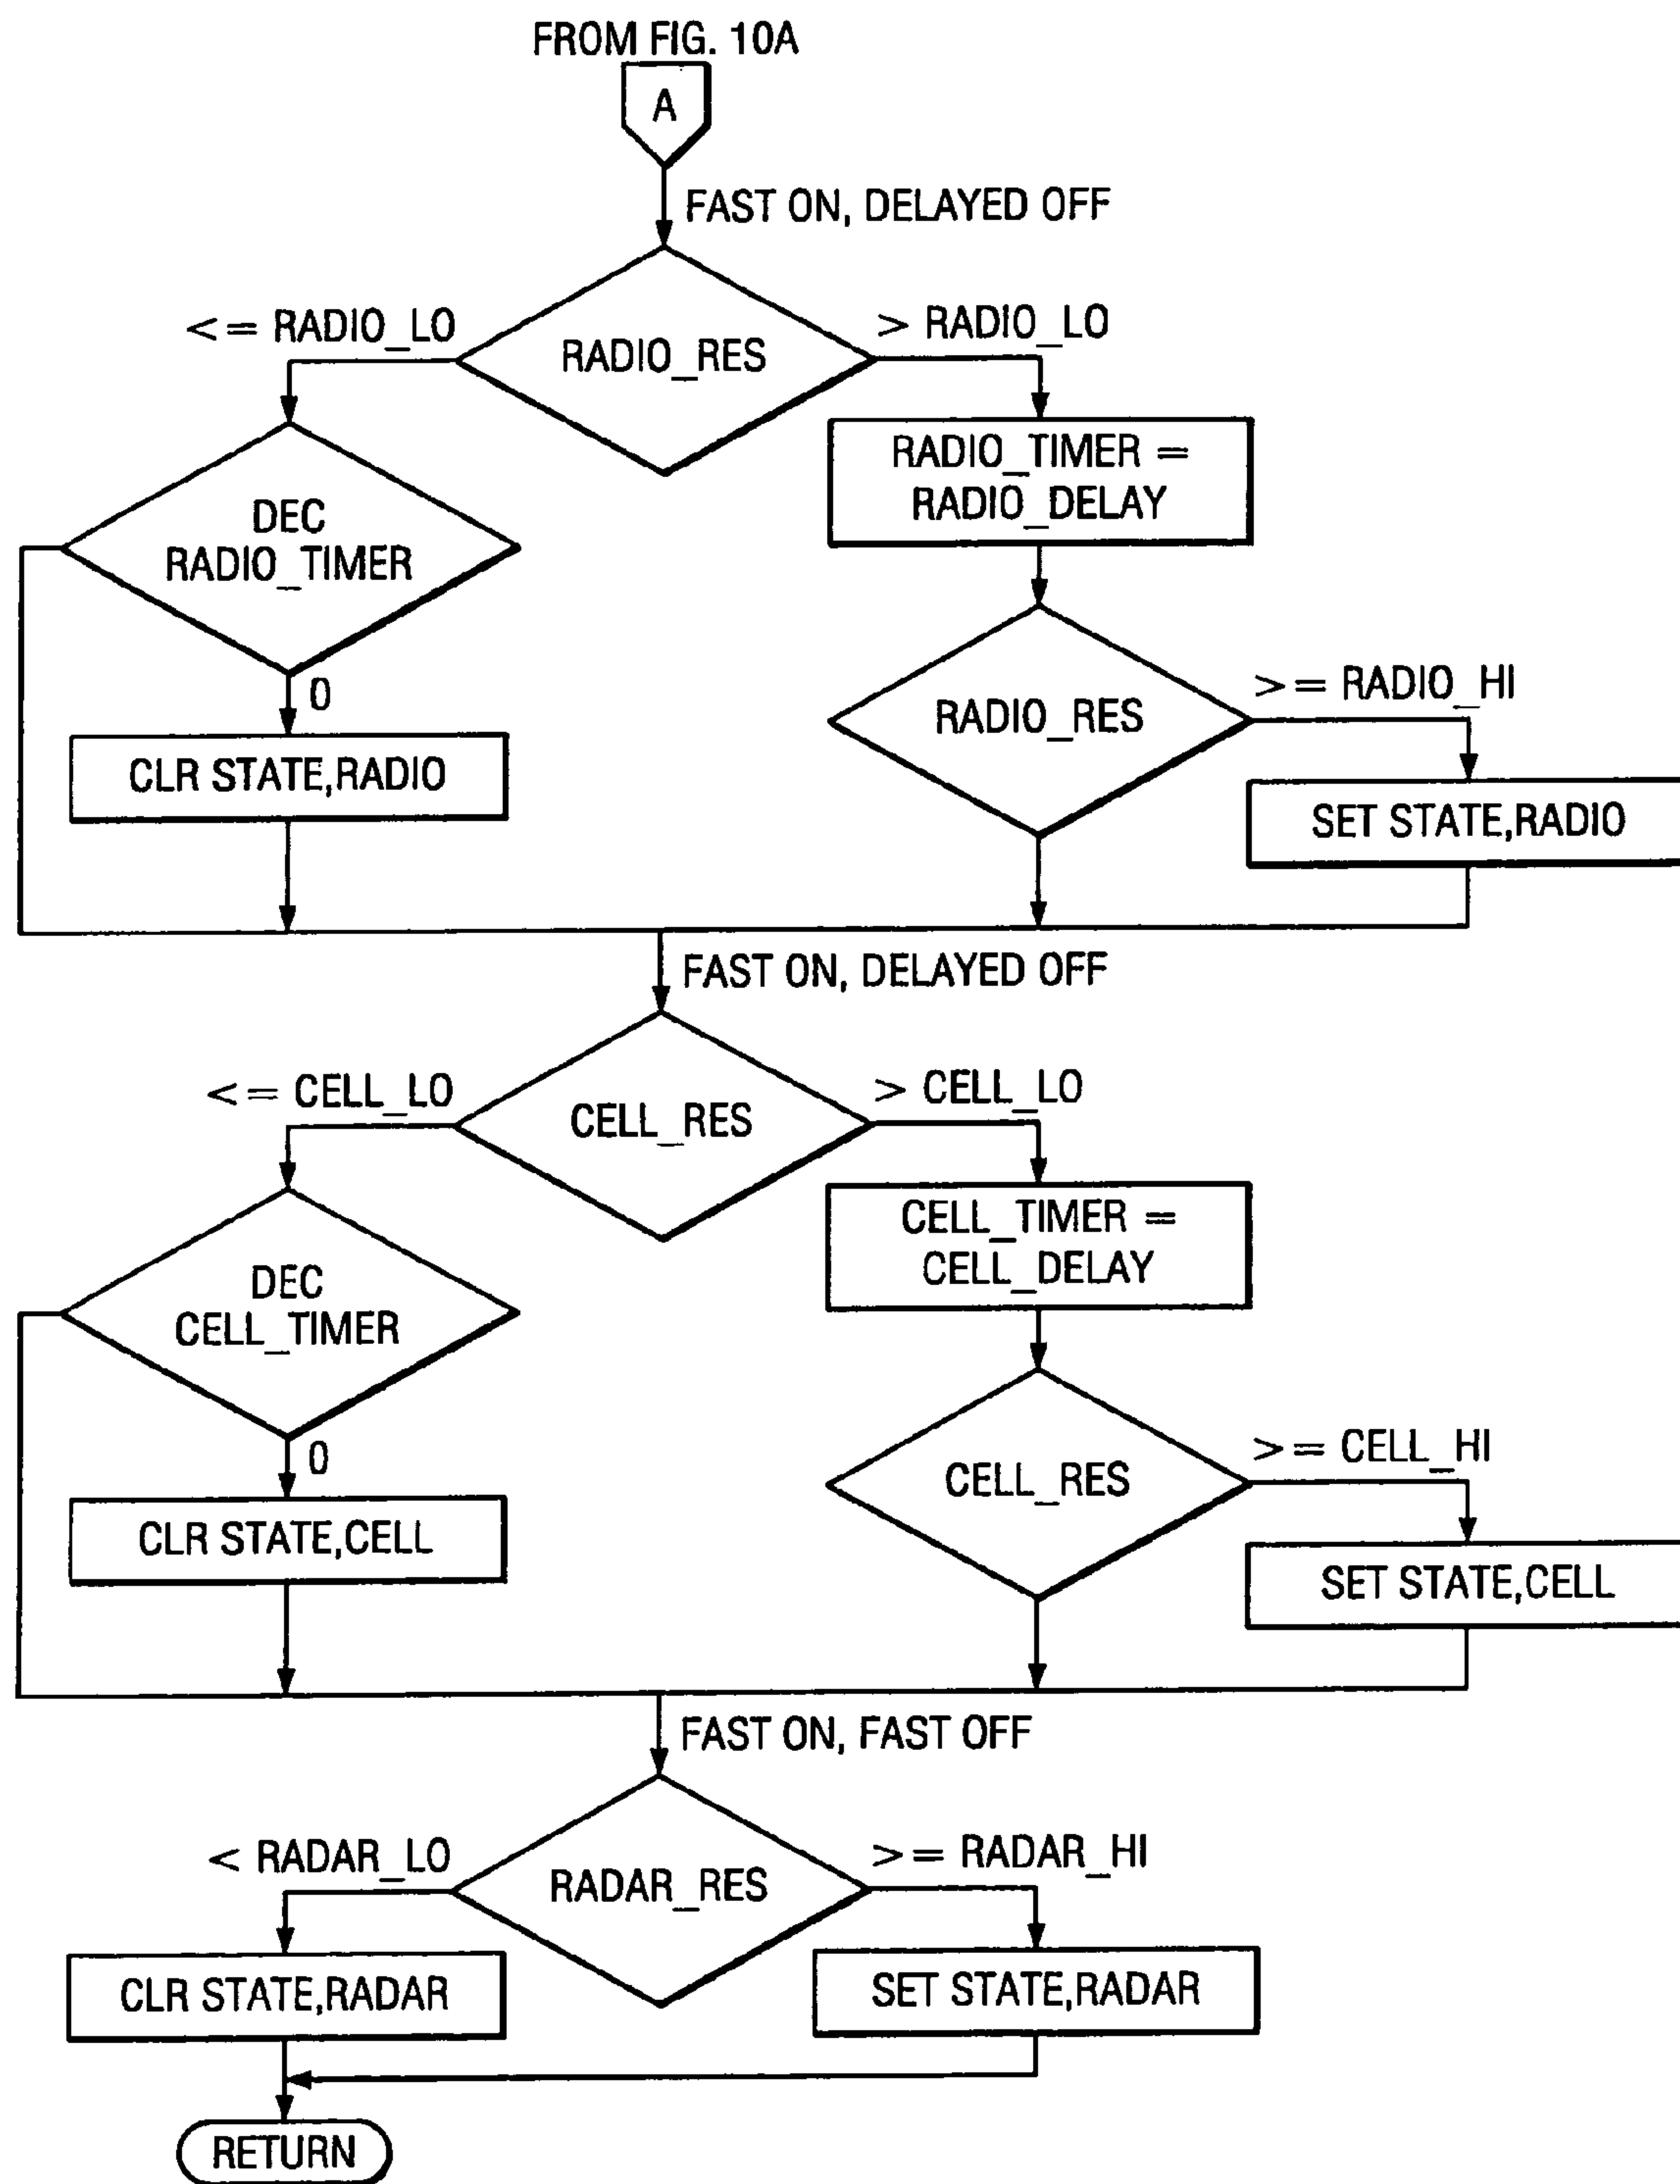 FROM FIG. 10A
A
FAST ON, DELAYED OFF
<= RADIO_LO
RADIO_RES
> RADIO_LO
RADIO_TIMER =
RADIO_DELAY
DEC
RADIO_TIMER
0
RADIO_RES
>= RADIO_HI
CLR STATE,RADIO
SET STATE,RADIO
FAST ON, DELAYED OFF
<= CELL_LO
CELL_RES
> CELL_LO
CELL_TIMER =
CELL_DELAY
DEC
CELL_TIMER
0
CELL_RES
>= CELL_HI
CLR STATE,CELL
SET STATE,CELL
FAST ON, FAST OFF
< RADAR_LO
RADAR_RES
>= RADAR_HI
CLR STATE,RADAR
SET STATE,RADAR
RETURN